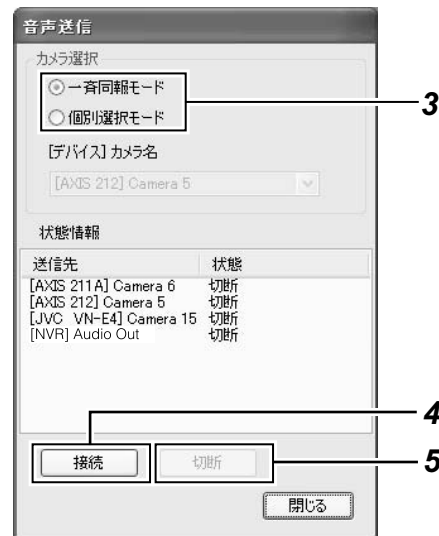 音声送信
カメラ選択
一斉同報モード
個別選択モード
3
[デバイス] カメラ名
[AXIS 212] Camera 5
状態情報
送信先 状態
[AXIS 211A] Camera 6 切断
[AXIS 212] Camera 5 切断
[JVC VN-E4] Camera 15 切断
[NVR] Audio Out 切断
4
接続 切断
5
閉じる